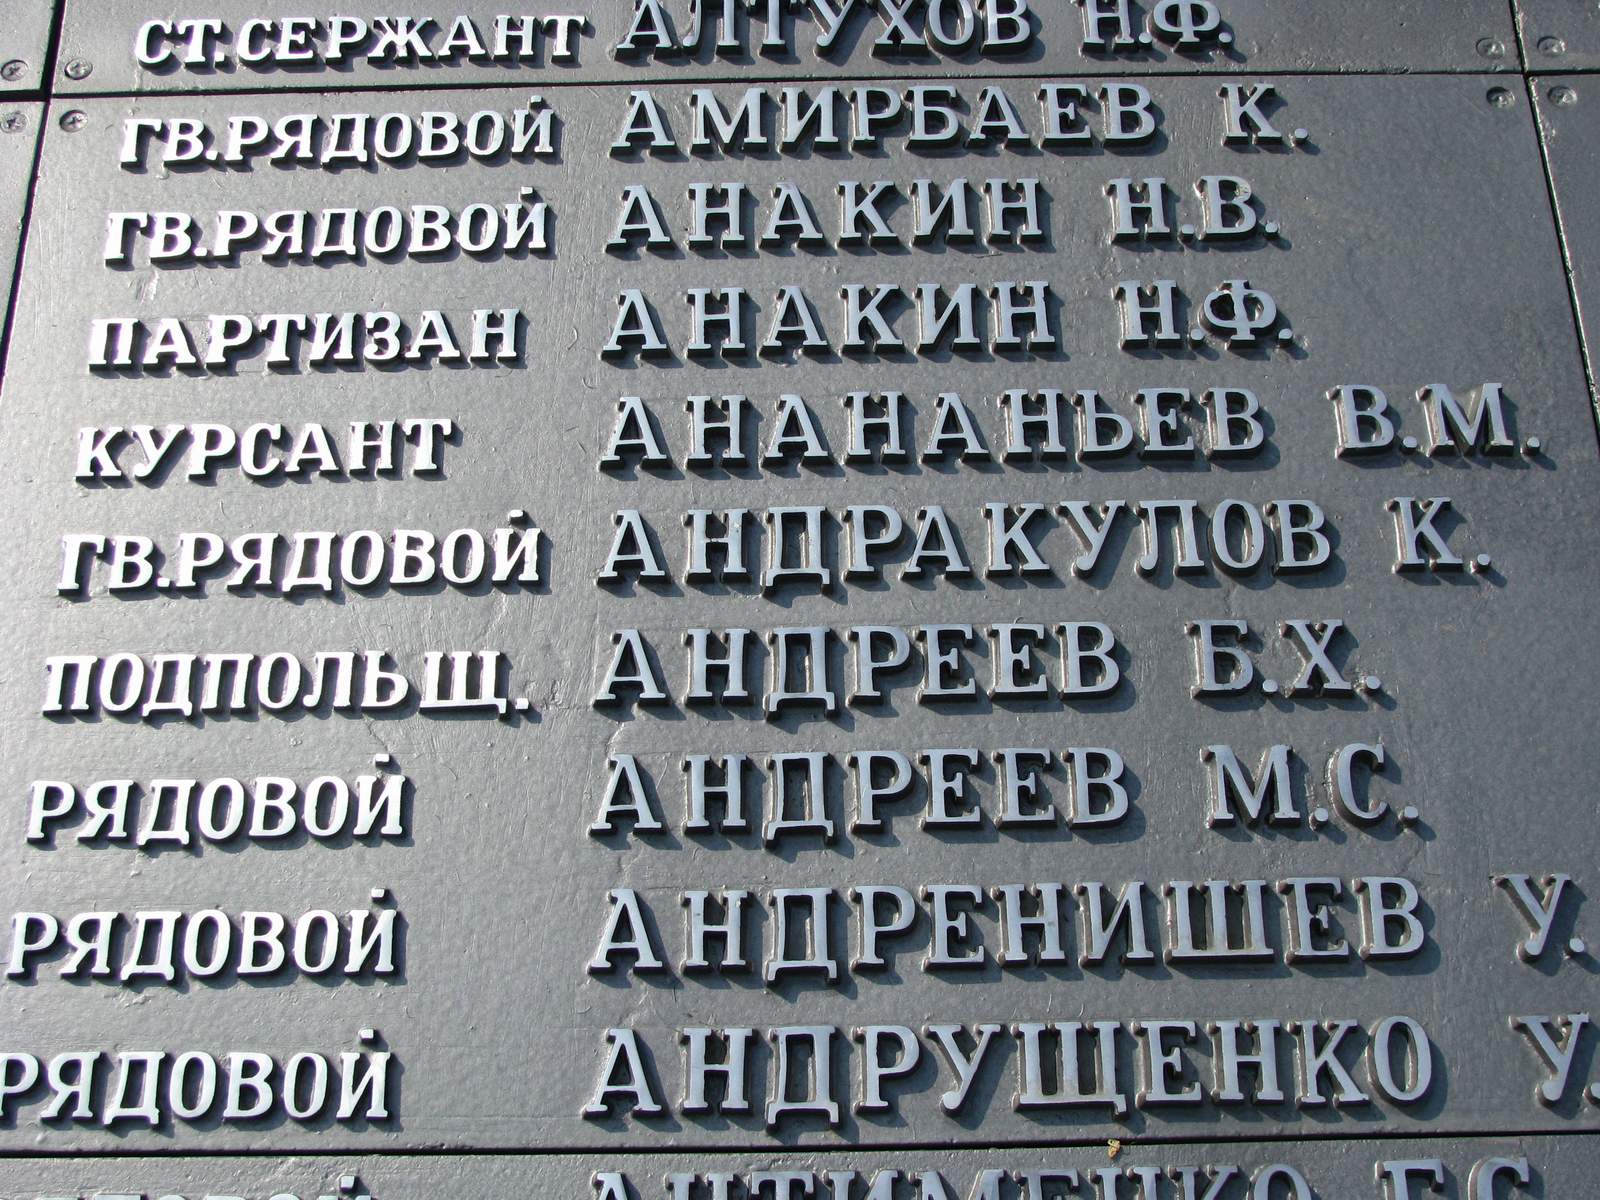 СТ.СЕРЖАНТ АЛТУХОВ Н.Ф.
ГВ.РЯДОВОЙ АМИРБАЕВ К.
ГВ.РЯДОВОЙ АНАКИН Н.В.
ПАРТИЗАН АНАКИН Н.Ф.
КУРСАНТ АНАНАНЬЕВ В.М.
ГВ.РЯДОВОЙ АНДРАКУЛОВ К.
ПОДПОЛЬЩ. АНДРЕЕВ Б.Х.
РЯДОВОЙ АНДРЕЕВ М.С.
РЯДОВОЙ АНДРЕНИШЕВ У.
РЯДОВОЙ АНДРУЩЕНКО У.
АНТИМЕНКО Г.С.